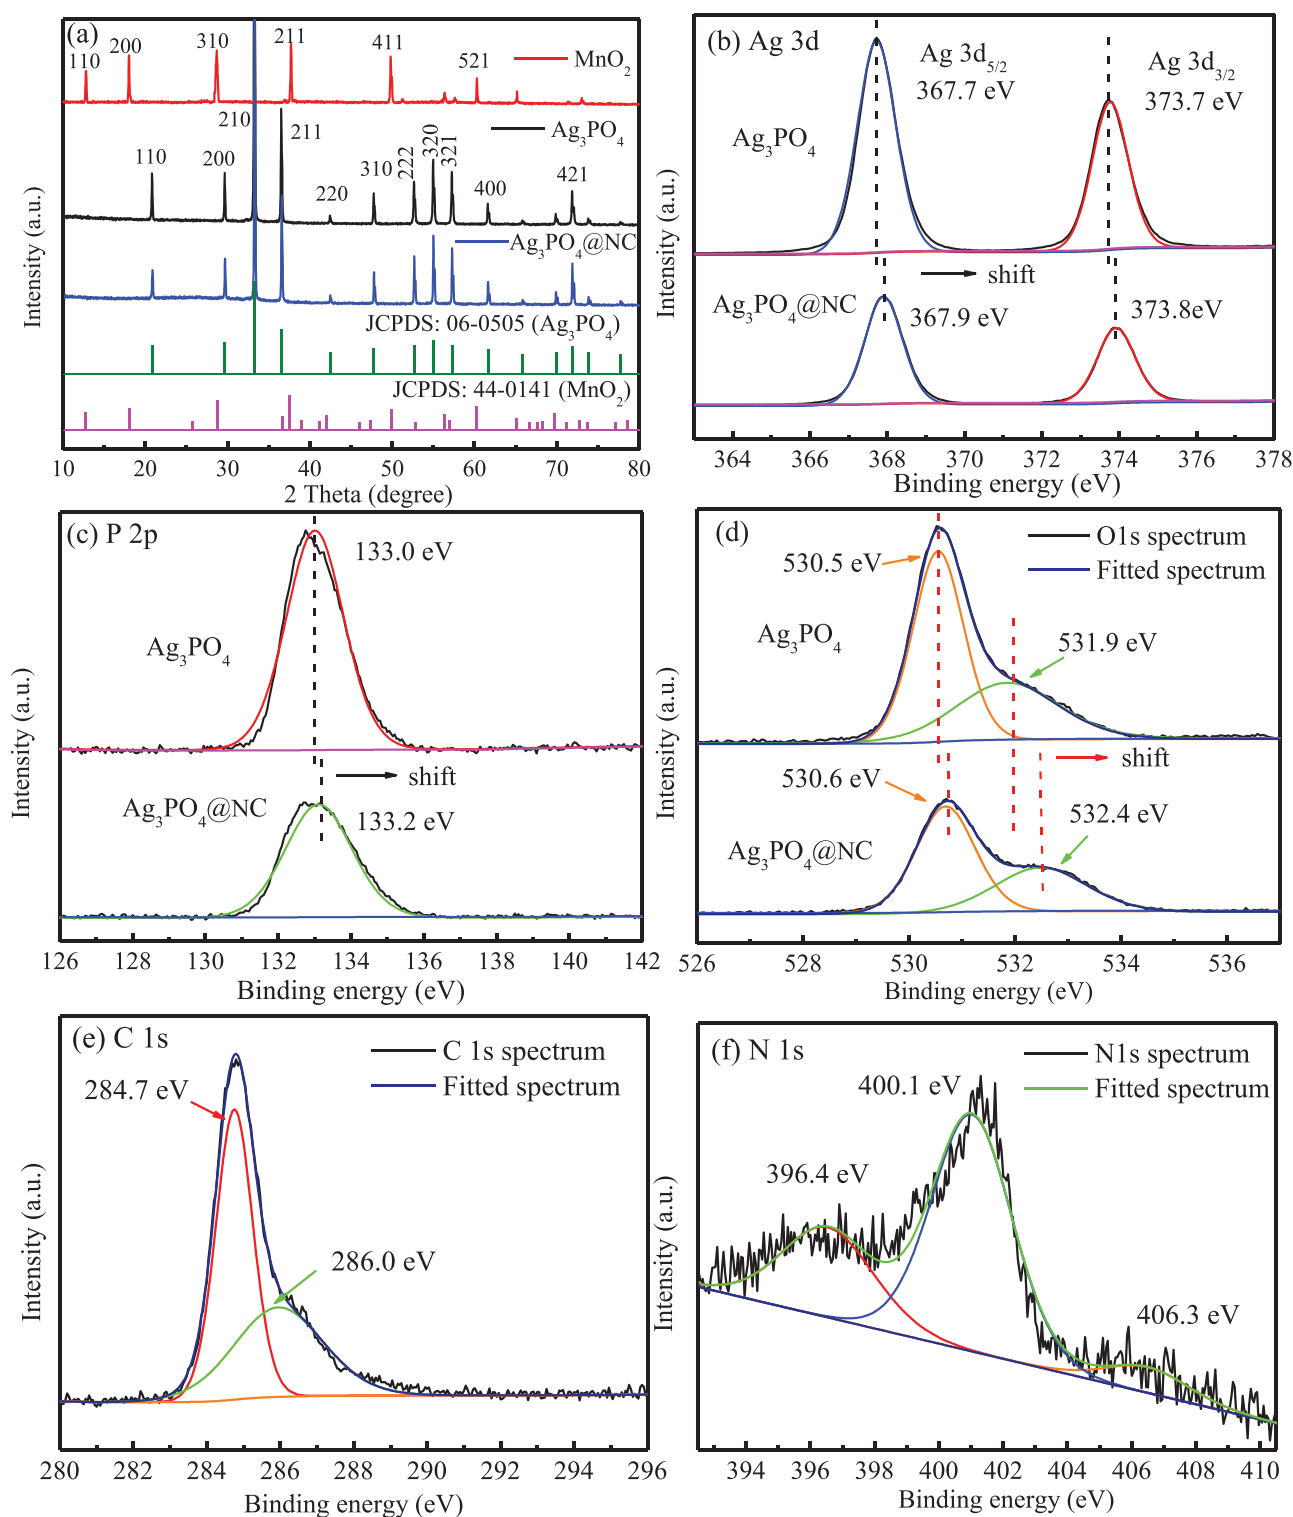 (a)
110
200
310
211
411
521
MnO₂
210
211
Ag₃PO₄
110
200
220
310
222
320
321
400
421
Ag₃PO₄@NC
JCPDS: 06-0505 (Ag₃PO₄)
JCPDS: 44-0141 (MnO₂)
Intensity (a.u.)
10 20 30 40 50 60 70 80
2 Theta (degree)
(b) Ag 3d
Ag 3d₅/₂
367.7 eV
Ag 3d₃/₂
373.7 eV
Ag₃PO₄
shift
Ag₃PO₄@NC
367.9 eV
373.8eV
Intensity (a.u.)
364 366 368 370 372 374 376 378
Binding energy (eV)
(c) P 2p
133.0 eV
Ag₃PO₄
shift
Ag₃PO₄@NC
133.2 eV
Intensity (a.u.)
126 128 130 132 134 136 138 140 142
Binding energy (eV)
(d)
O1s spectrum
Fitted spectrum
530.5 eV
Ag₃PO₄
531.9 eV
shift
530.6 eV
532.4 eV
Ag₃PO₄@NC
Intensity (a.u.)
526 528 530 532 534 536
Binding energy (eV)
(e) C 1s
C 1s spectrum
Fitted spectrum
284.7 eV
286.0 eV
Intensity (a.u.)
280 282 284 286 288 290 292 294 296
Binding energy (eV)
(f) N 1s
N1s spectrum
Fitted spectrum
400.1 eV
396.4 eV
406.3 eV
Intensity (a.u.)
394 396 398 400 402 404 406 408 410
Binding energy (eV)